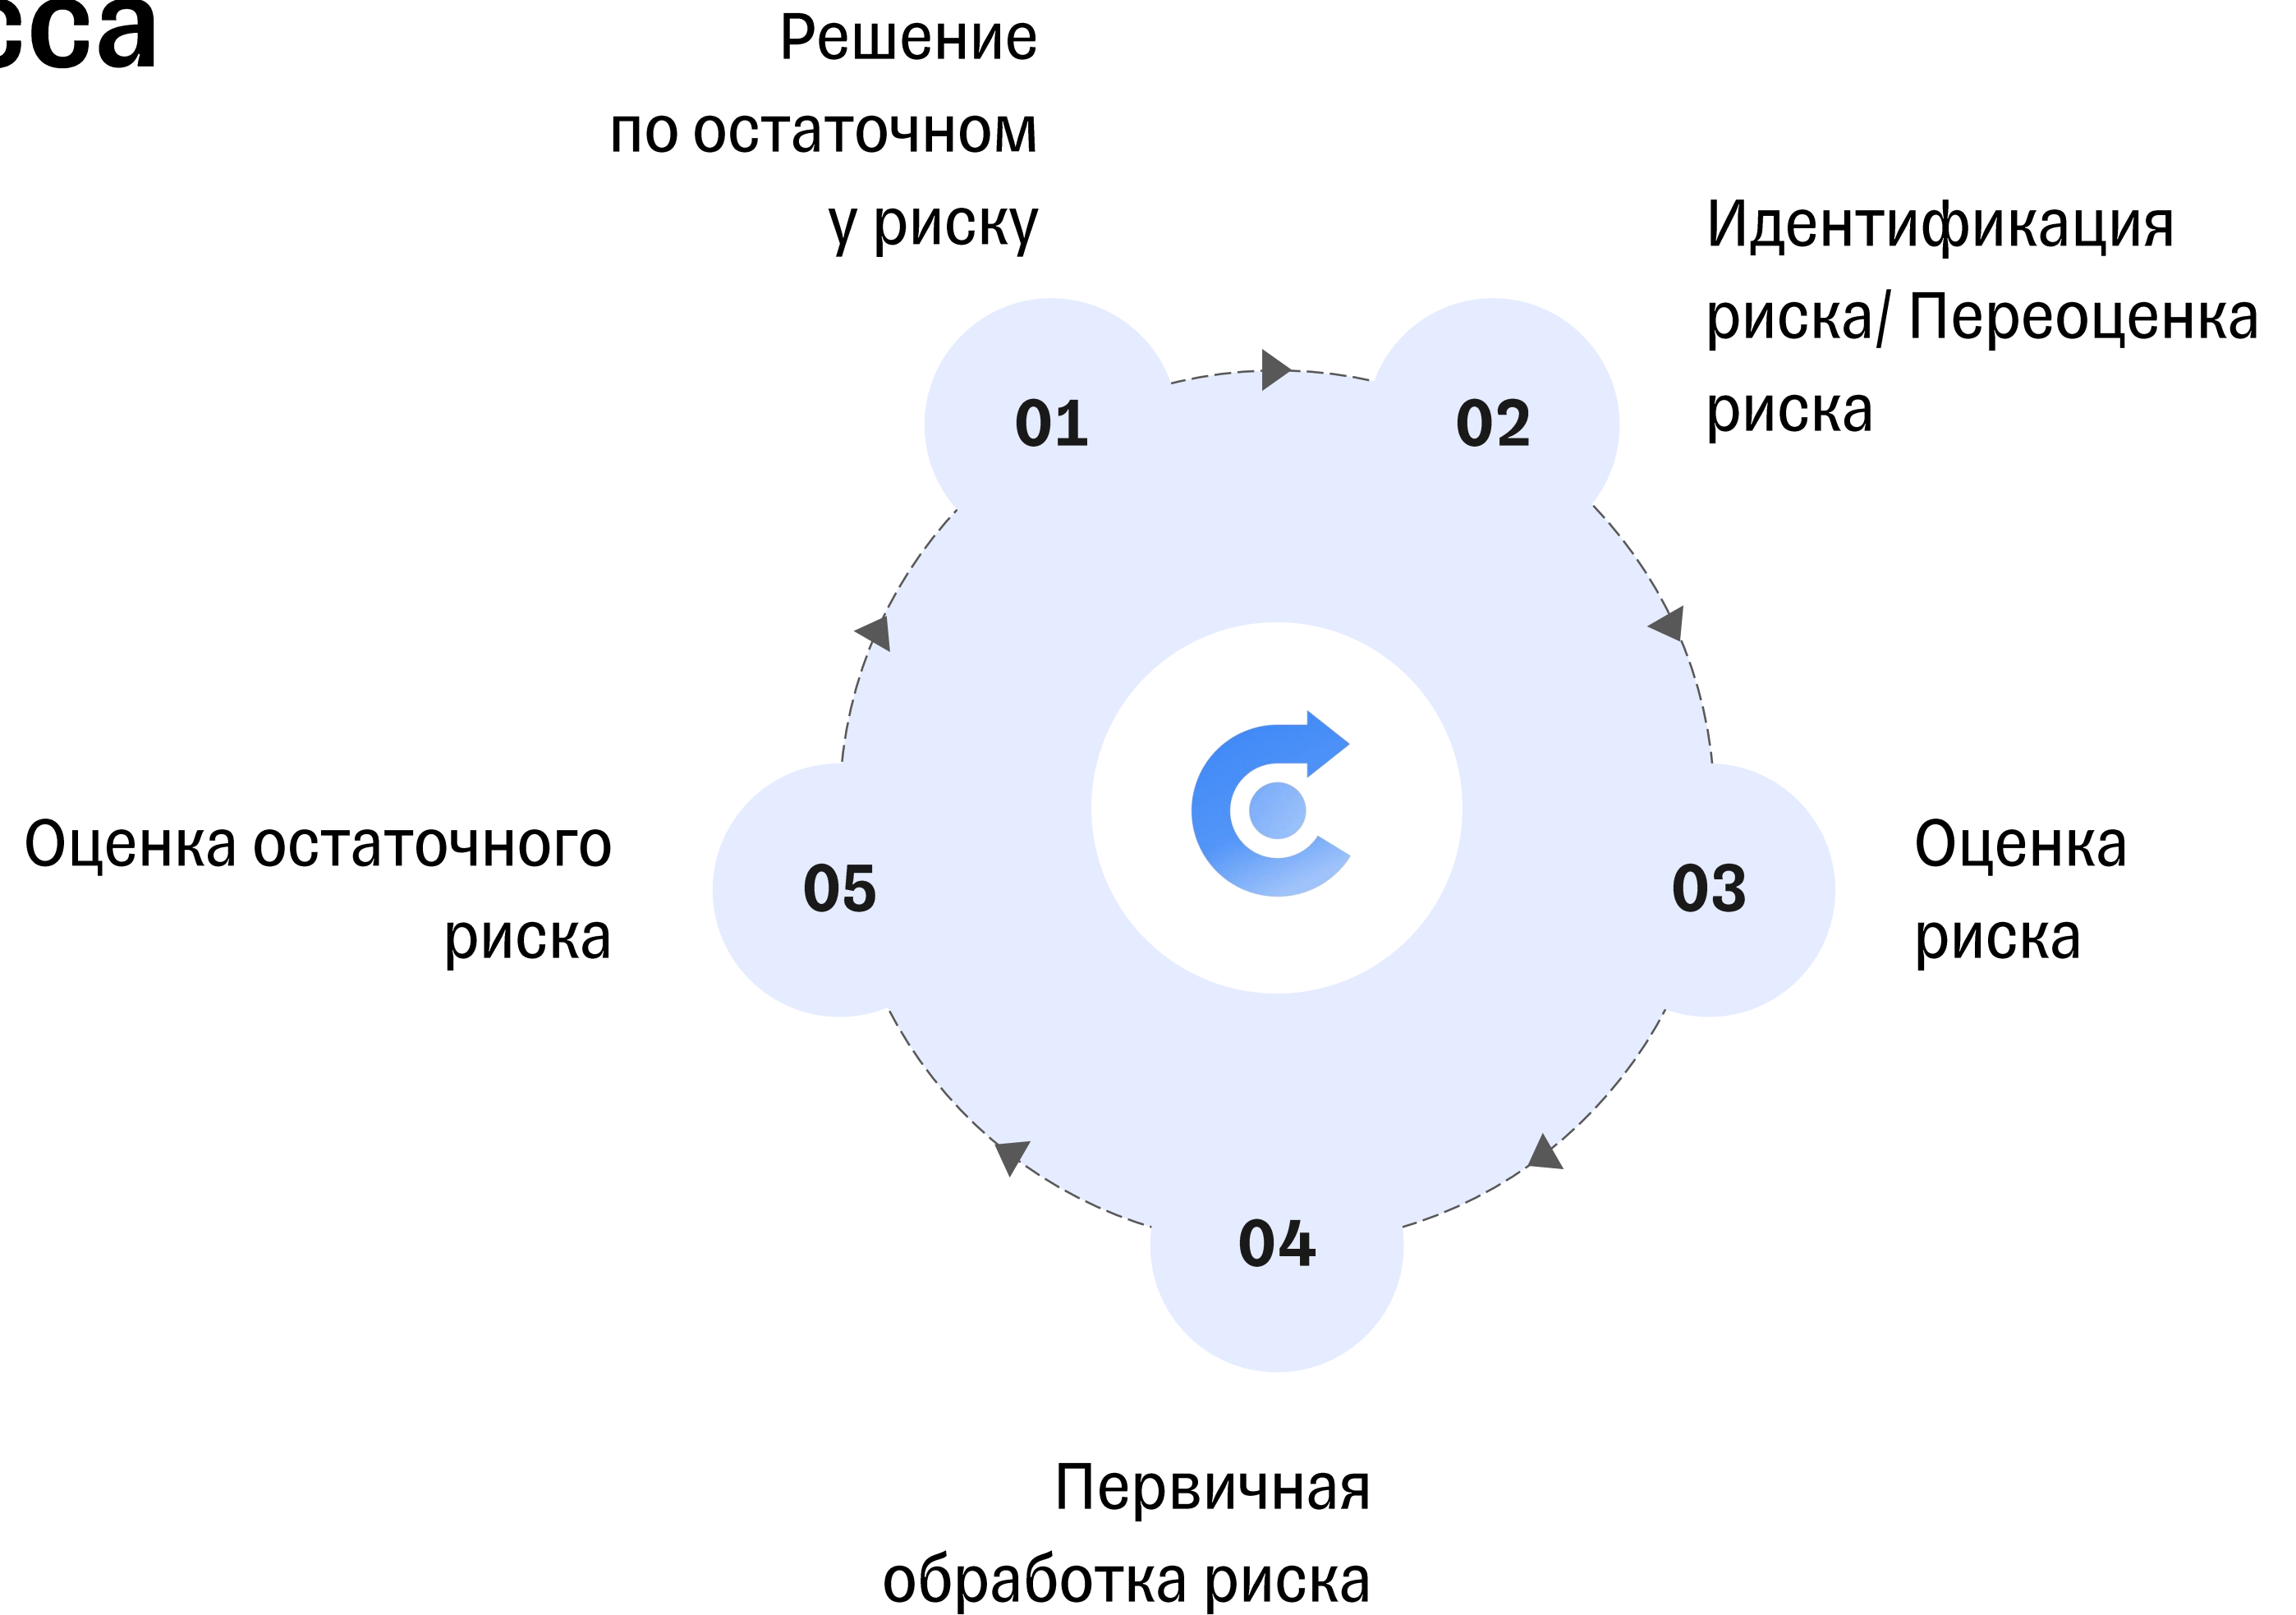 Решение
по остаточном
у риску
Идентификация
риска/ Переоценка
риска
01
02
Оценка остаточного
риска
05
03
Оценка
риска
04
Первичная
обработка риска